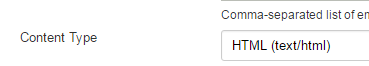 Comma-separated list of
Content Type
HTML (text/html)